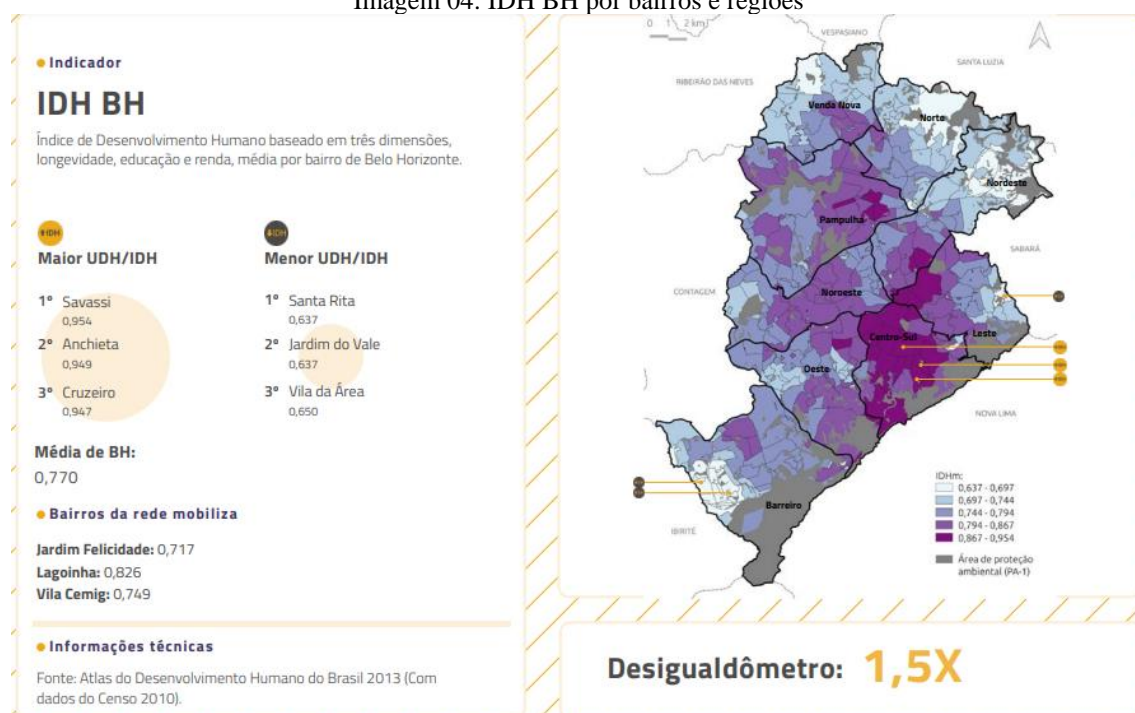 Imagem 04: IDH BH por bairros e regiões
Indicador
IDH BH
Índice de Desenvolvimento Humano baseado em três dimensões,
longevidade, educação e renda, média por bairro de Belo Horizonte.
IDH
Maior UDH/IDH
1º Savassi
0,954
2º Anchieta
0,949
3º Cruzeiro
0,947
IDH
Menor UDH/IDH
1º Santa Rita
0,637
2º Jardim do Vale
0,637
3º Vila da Área
0,650
Média de BH:
0,770
Bairros da rede mobiliza
Jardim Felicidade: 0,717
Lagoinha: 0,826
Vila Cemig: 0,749
Informações técnicas
Fonte: Atlas do Desenvolvimento Humano do Brasil 2013 (Com
dados do Censo 2010).
0 1 2 km
VESPASIANO
SANTA LUZIA
RIBEIRÃO DAS NEVES
Venda Nova
Norte
Nordeste
Pampulha
SABARÁ
CONTAGEM
Noroeste
Centro-Sul
Leste
Oeste
NOVA LIMA
Barreiro
IBIRITÉ
IDHm:
0,637 - 0,697
0,697 - 0,744
0,744 - 0,794
0,794 - 0,867
0,867 - 0,954
Área de proteção
ambiental (PA-1)
Desigualdômetro: 1,5X